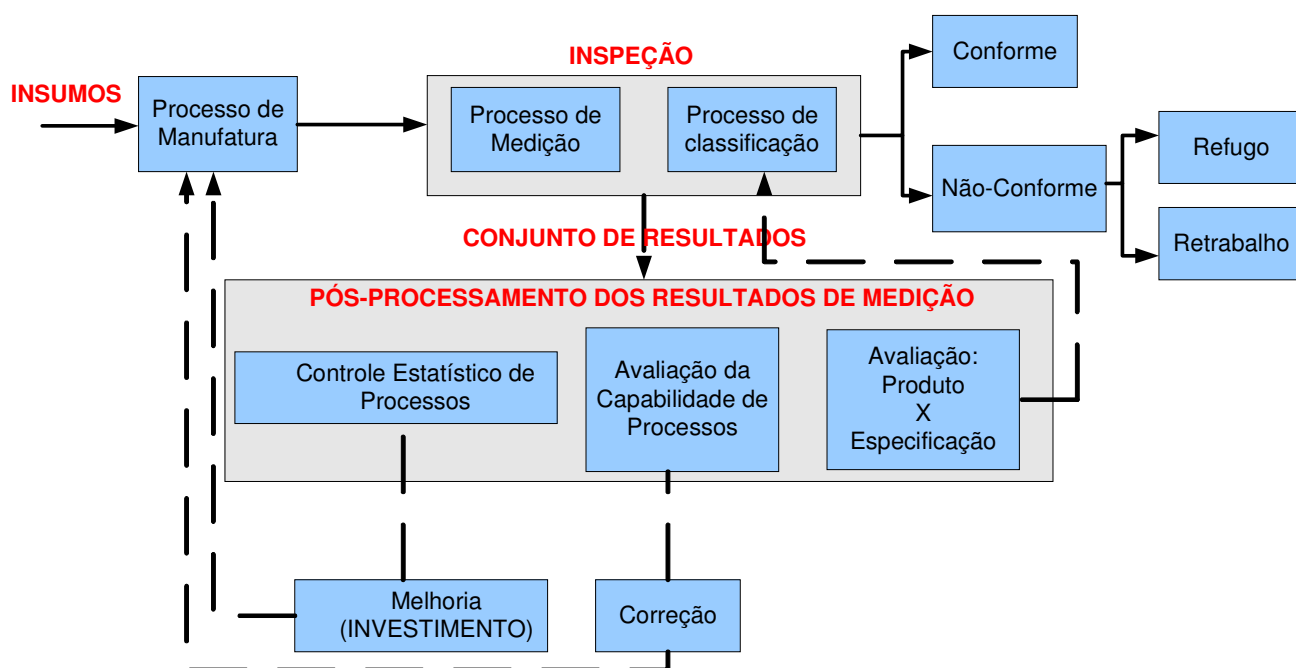 INSUMOS
Processo de
Manufatura
INSPEÇÃO
Processo de
Medição
Processo de
classificação
Conforme
Não-Conforme
Refugo
Retrabalho
CONJUNTO DE RESULTADOS
PÓS-PROCESSAMENTO DOS RESULTADOS DE MEDIÇÃO
Controle Estatístico de
Processos
Avaliação da
Capabilidade de
Processos
Avaliação:
Produto
X
Especificação
Melhoria
(INVESTIMENTO)
Correção